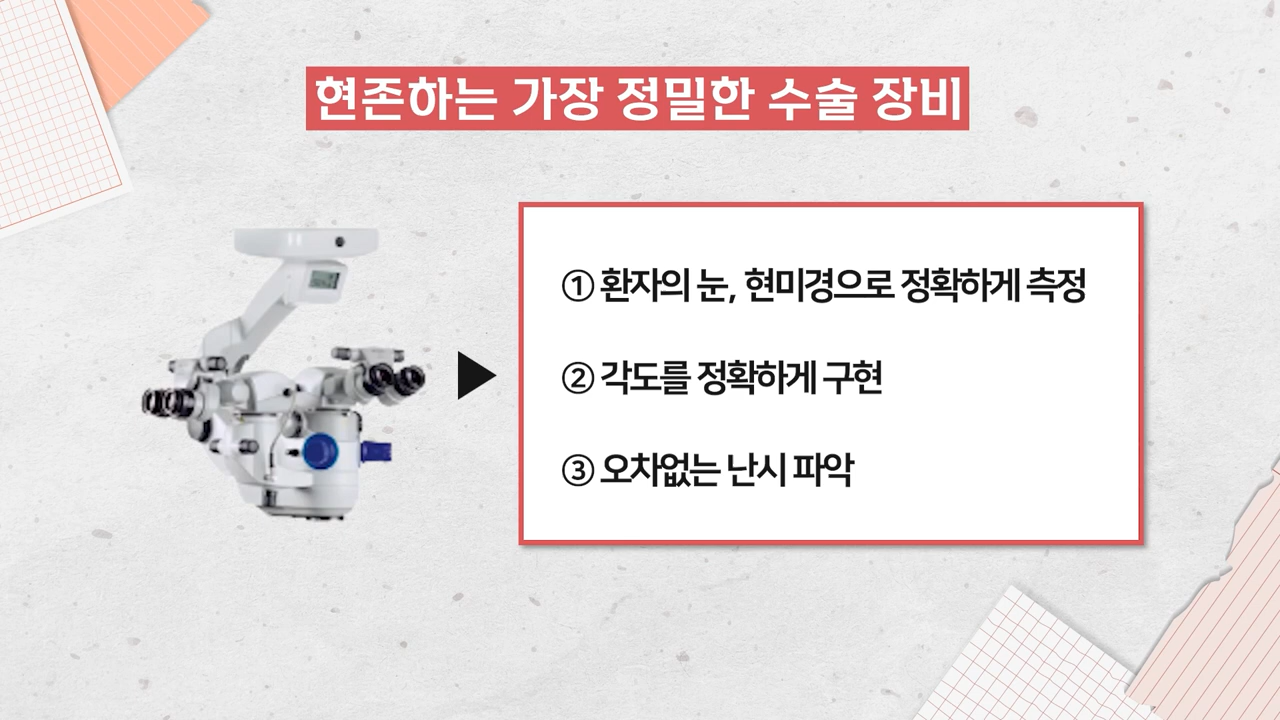 현존하는 가장 정밀한 수술 장비
① 환자의 눈, 현미경으로 정확하게 측정
② 각도를 정확하게 구현
③ 오차없는 난시 파악